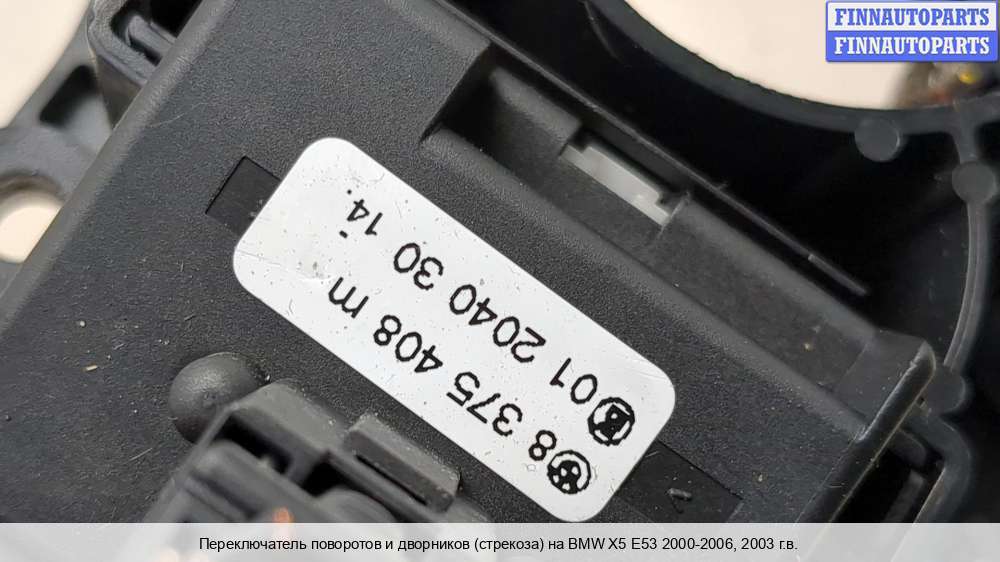 FINNAUTOPARTS
FINNAUTOPARTS
8 375 408 m
01 2040 30 14.
Переключатель поворотов и дворников (стрекоза) на BMW X5 E53 2000-2006, 2003 г.в.